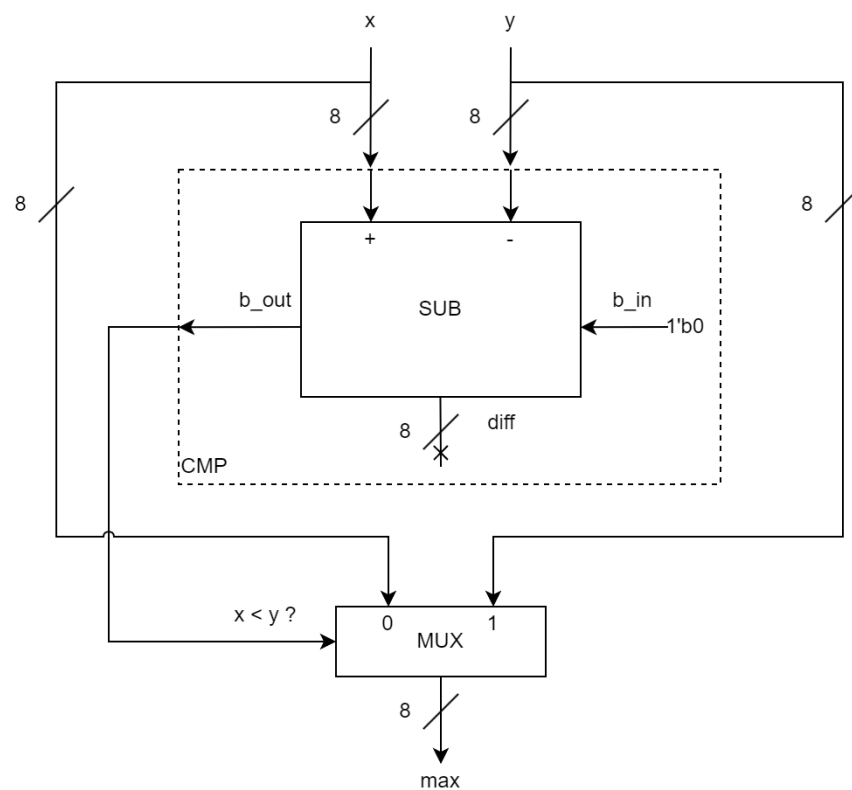 x
y
8
8
8
8
+
-
b_out
SUB
b_in
1'b0
8
diff
CMP
x < y ?
0
1
MUX
8
max